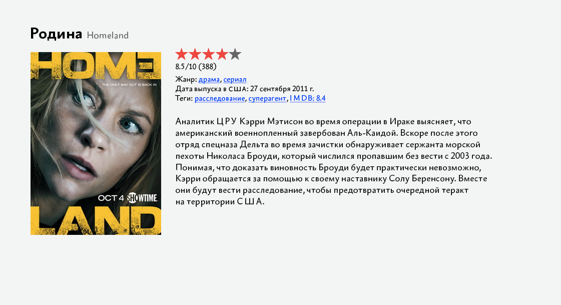 Родина Homeland
HOME
THE ONLY WAY OUT IS BACK IN.
OCT 4 SHOWTIME
LAND
8.5/10 (388)
Жанр: драма, сериал
Дата выпуска в США: 27 сентября 2011 г.
Теги: расследование, суперагент, IMDB: 8.4
Аналитик ЦРУ Кэрри Мэтисон во время операции в Ираке выясняет, что
американский военнопленный завербован Аль-Каидой. Вскоре после этого
отряд спецназа Дельта во время зачистки обнаруживает сержанта морской
пехоты Николаса Броуди, который числился пропавшим без вести с 2003 года.
Понимая, что доказать виновность Броуди будет практически невозможно,
Кэрри обращается за помощью к своему наставнику Солу Беренсону. Вместе
они будут вести расследование, чтобы предотвратить очередной теракт
на территории США.